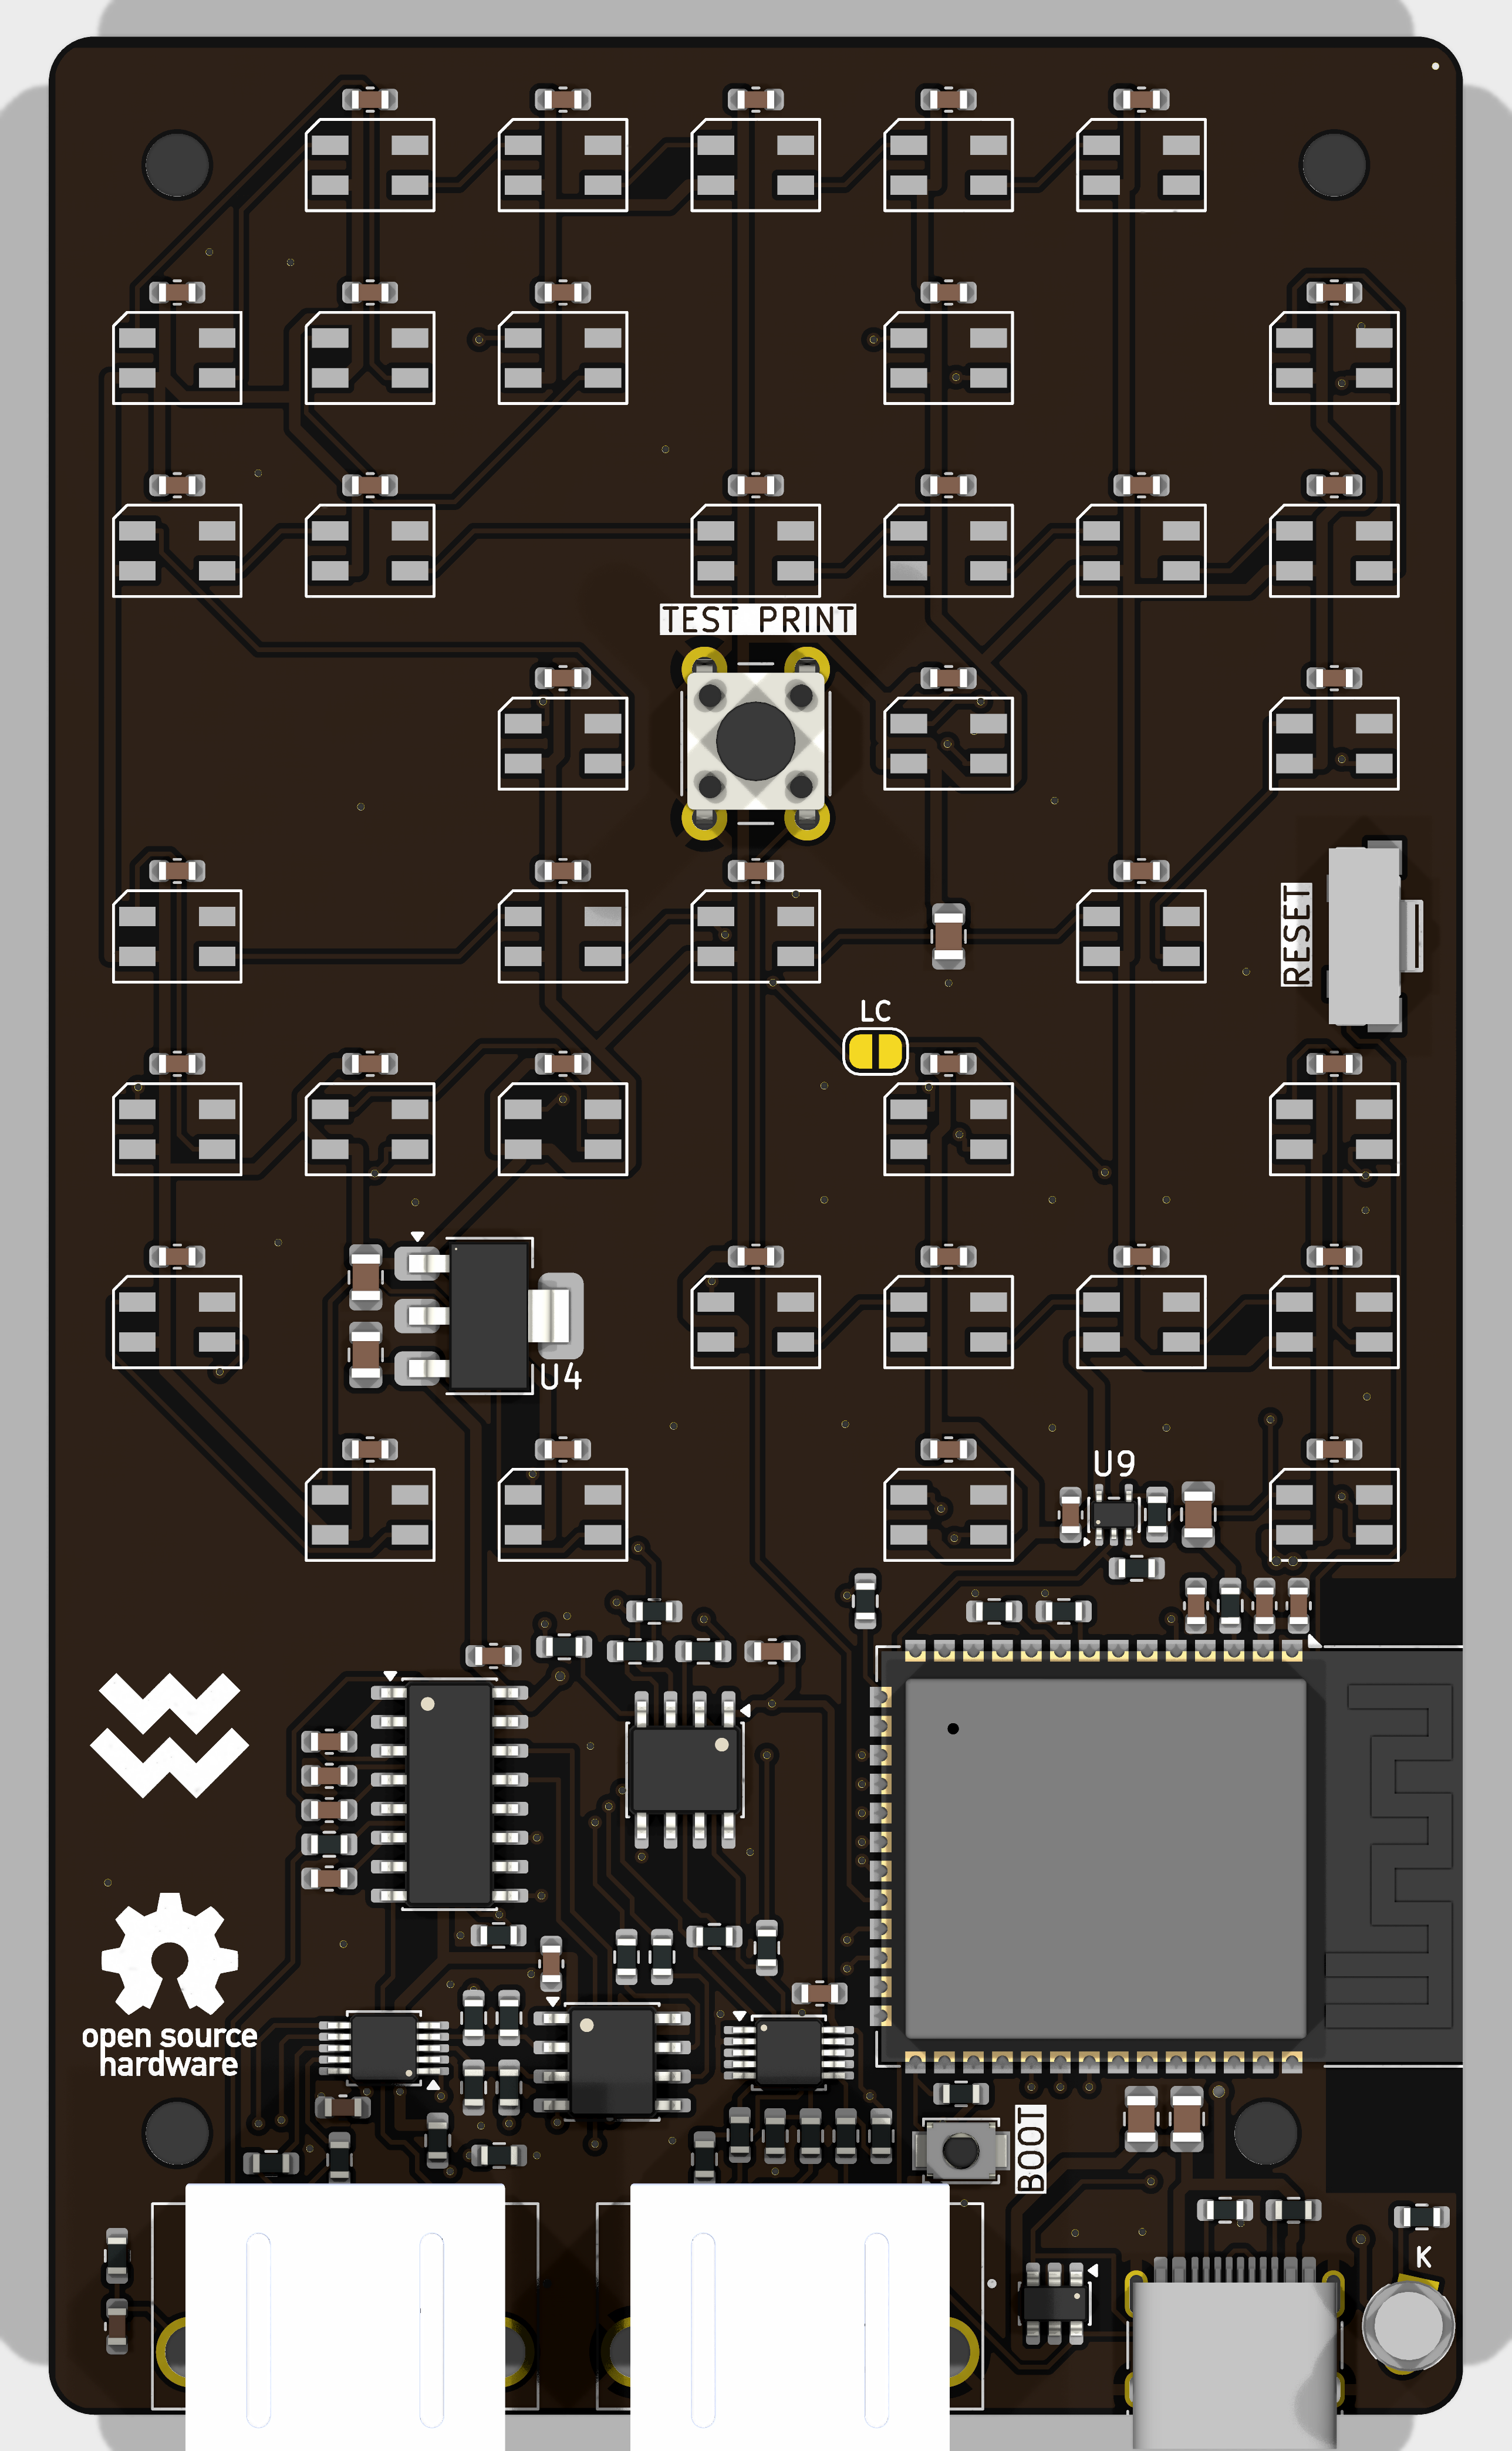 TEST PRINT
RESET
LC
U4
U9
open source
hardware
BOOT
K